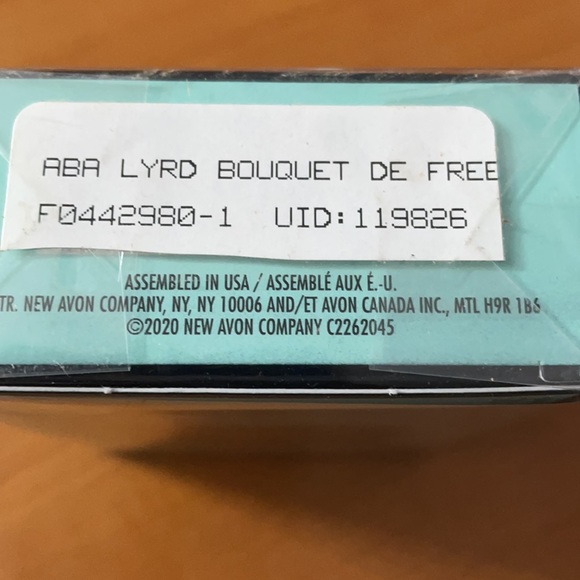 ABA LYRD BOUQUET DE FREE
F0442980-1 UID:119826
ASSEMBLED IN USA / ASSEMBLÉ AUX É.-U.
TR. NEW AVON COMPANY, NY, NY 10006 AND/ET AVON CANADA INC., MTL H9R 1B6
©2020 NEW AVON COMPANY C2262045